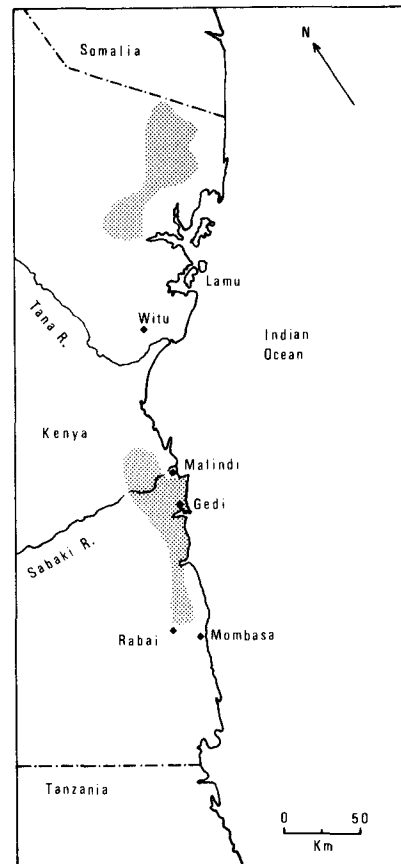 Somalia
N
Lamu
Witu
Tana R.
Indian
Ocean
Kenya
Malindi
Gedi
Sabaki R.
Rabai
Mombasa
Tanzania
0 50
Km